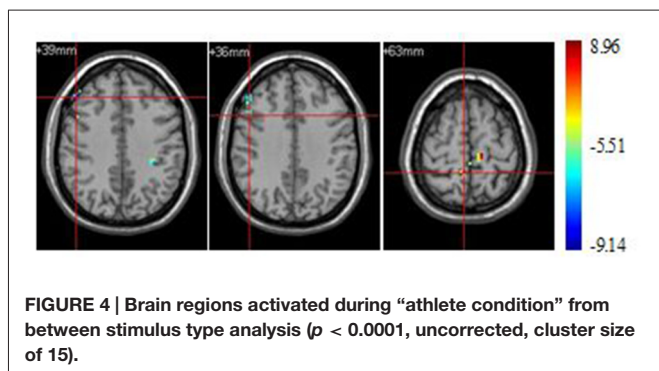 +39mm
+36mm
+63mm
8.96
-5.51
-9.14
FIGURE 4 | Brain regions activated during “athlete condition” from
between stimulus type analysis (p < 0.0001, uncorrected, cluster size
of 15).